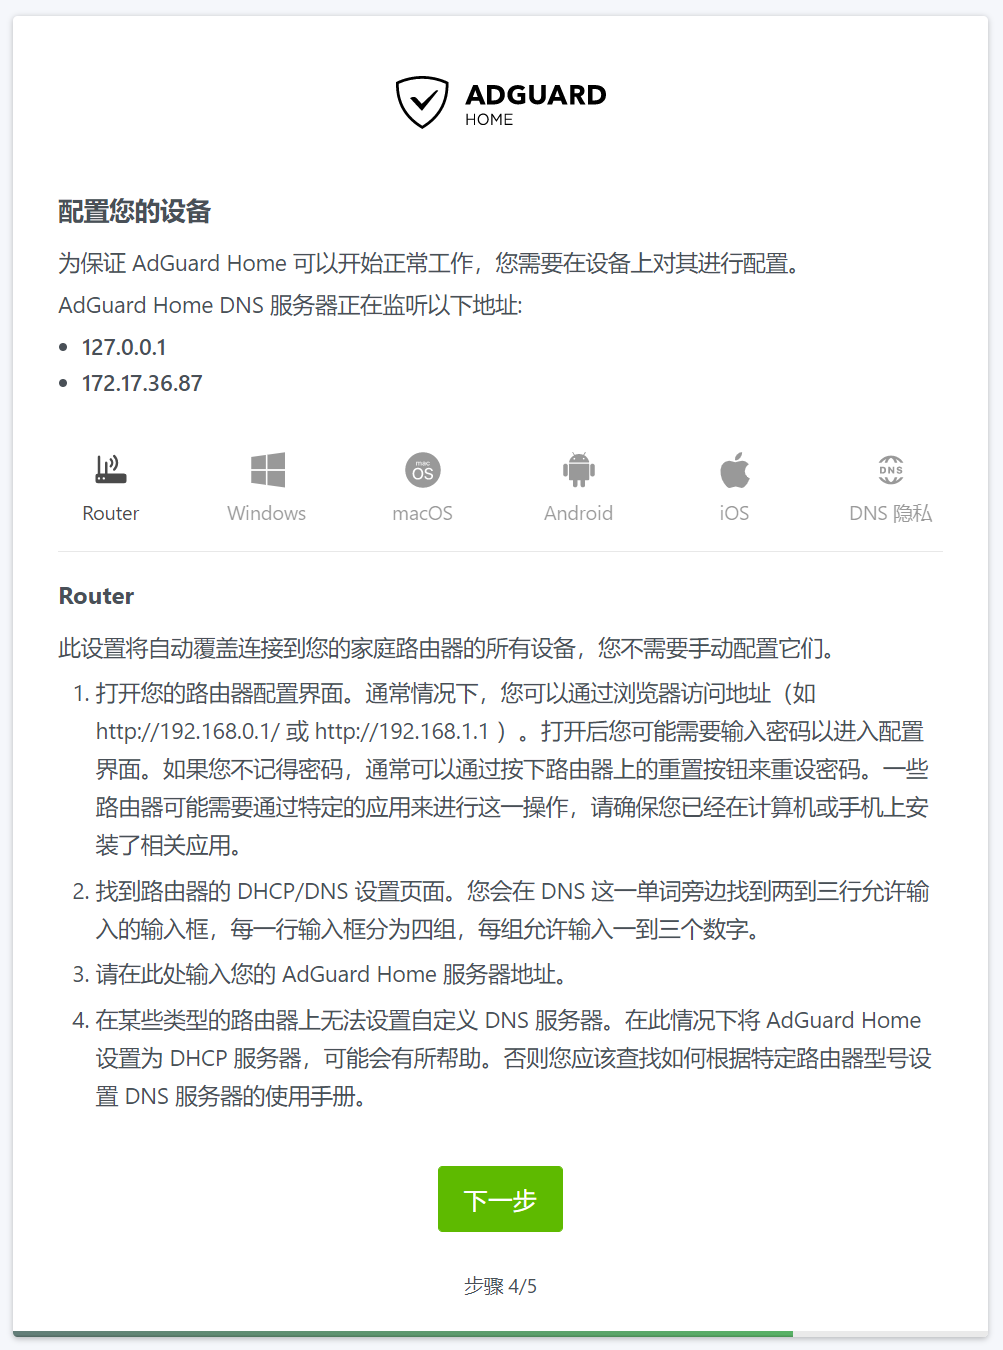 ADGUARD
HOME
配置您的设备
为保证 AdGuard Home 可以开始正常工作，您需要在设备上对其进行配置。
AdGuard Home DNS 服务器正在监听以下地址:
• 127.0.0.1
• 172.17.36.87
Router
Windows
mac
OS
macOS
Android
iOS
DNS
DNS 隐私
Router
此设置将自动覆盖连接到您的家庭路由器的所有设备，您不需要手动配置它们。
1. 打开您的路由器配置界面。通常情况下，您可以通过浏览器访问地址（如
http://192.168.0.1/ 或 http://192.168.1.1 ）。打开后您可能需要输入密码以进入配置
界面。如果您不记得密码，通常可以通过按下路由器上的重置按钮来重设密码。一些
路由器可能需要通过特定的应用来进行这一操作，请确保您已经在计算机或手机上安
装了相关应用。
2. 找到路由器的 DHCP/DNS 设置页面。您会在 DNS 这一单词旁边找到两到三行允许输
入的输入框，每一行输入框分为四组，每组允许输入一到三个数字。
3. 请在此处输入您的 AdGuard Home 服务器地址。
4. 在某些类型的路由器上无法设置自定义 DNS 服务器。在此情况下将 AdGuard Home
设置为 DHCP 服务器，可能会有所帮助。否则您应该查找如何根据特定路由器型号设
置 DNS 服务器的使用手册。
下一步
步骤 4/5